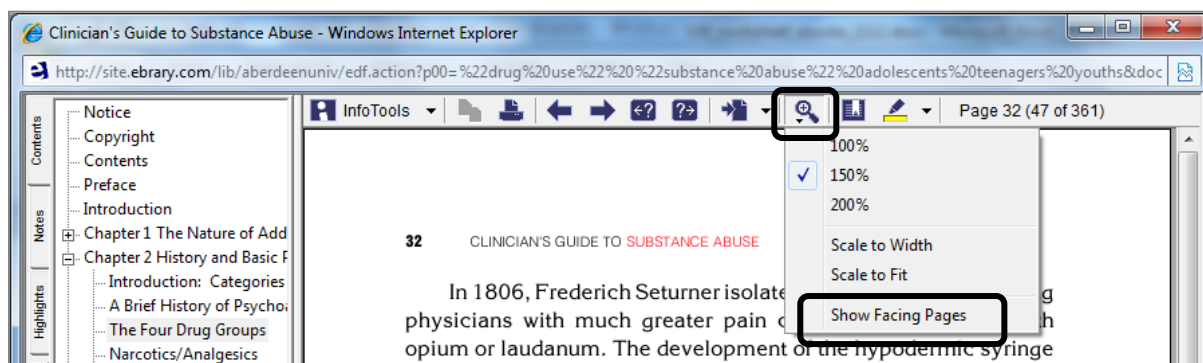 Clinician's Guide to Substance Abuse - Windows Internet Explorer
http://site.ebrary.com/lib/aberdeenuniv/edf.action?p00=%22drug%20use%22%20%22substance%20abuse%22%20adolescents%20teenagers%20youths&doc
InfoTools
Page 32 (47 of 361)
Contents
Notes
Highlights
Notice
Copyright
Contents
Preface
Introduction
Chapter 1 The Nature of Add
Chapter 2 History and Basic
Introduction: Categories
A Brief History of Psychoa
The Four Drug Groups
Narcotics/Analgesics
100%
150%
200%
Scale to Width
Scale to Fit
Show Facing Pages
32 CLINICIAN'S GUIDE TO SUBSTANCE ABUSE
In 1806, Frederich Seturner isolate g
physicians with much greater pain h
opium or laudanum. The development of the hypodermic syringe